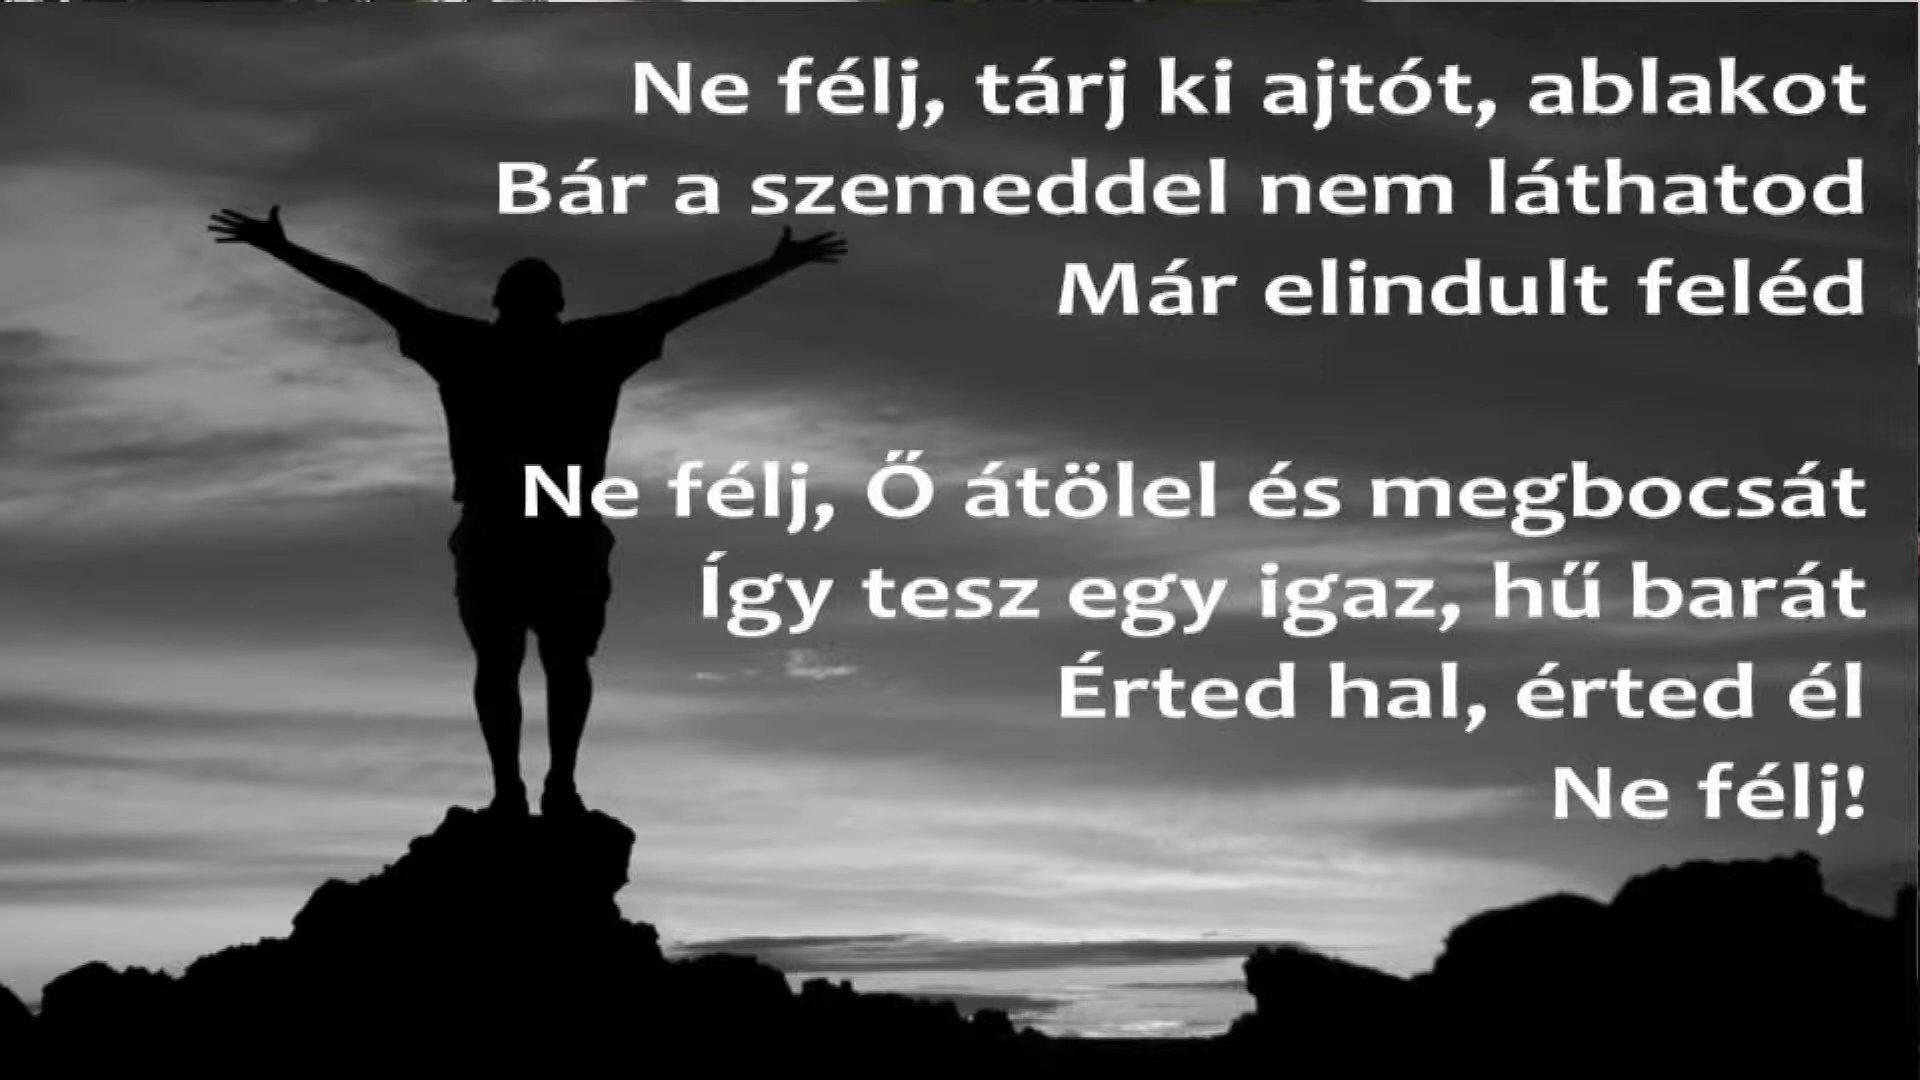 Ne félj, tárj ki ajtót, ablakot
Bár a szemeddel nem láthatod
Már elindult feléd
Ne félj, Ő átölel és megbocsát
Így tesz egy igaz, hű barát
Érted hal, érted él
Ne félj!